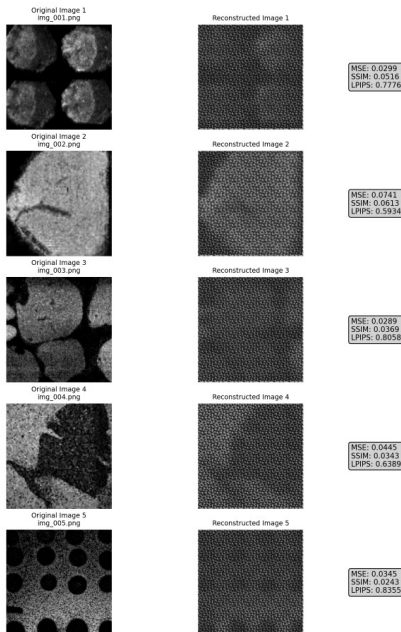 Original Image 1
img_001.png
Reconstructed Image 1
MSE: 0.0299
SSIM: 0.0516
LPIPS: 0.7776
Original Image 2
img_002.png
Reconstructed Image 2
MSE: 0.0741
SSIM: 0.0613
LPIPS: 0.5934
Original Image 3
img_003.png
Reconstructed Image 3
MSE: 0.0289
SSIM: 0.0369
LPIPS: 0.8058
Original Image 4
img_004.png
Reconstructed Image 4
MSE: 0.0445
SSIM: 0.0343
LPIPS: 0.6389
Original Image 5
img_005.png
Reconstructed Image 5
MSE: 0.0345
SSIM: 0.0243
LPIPS: 0.8355